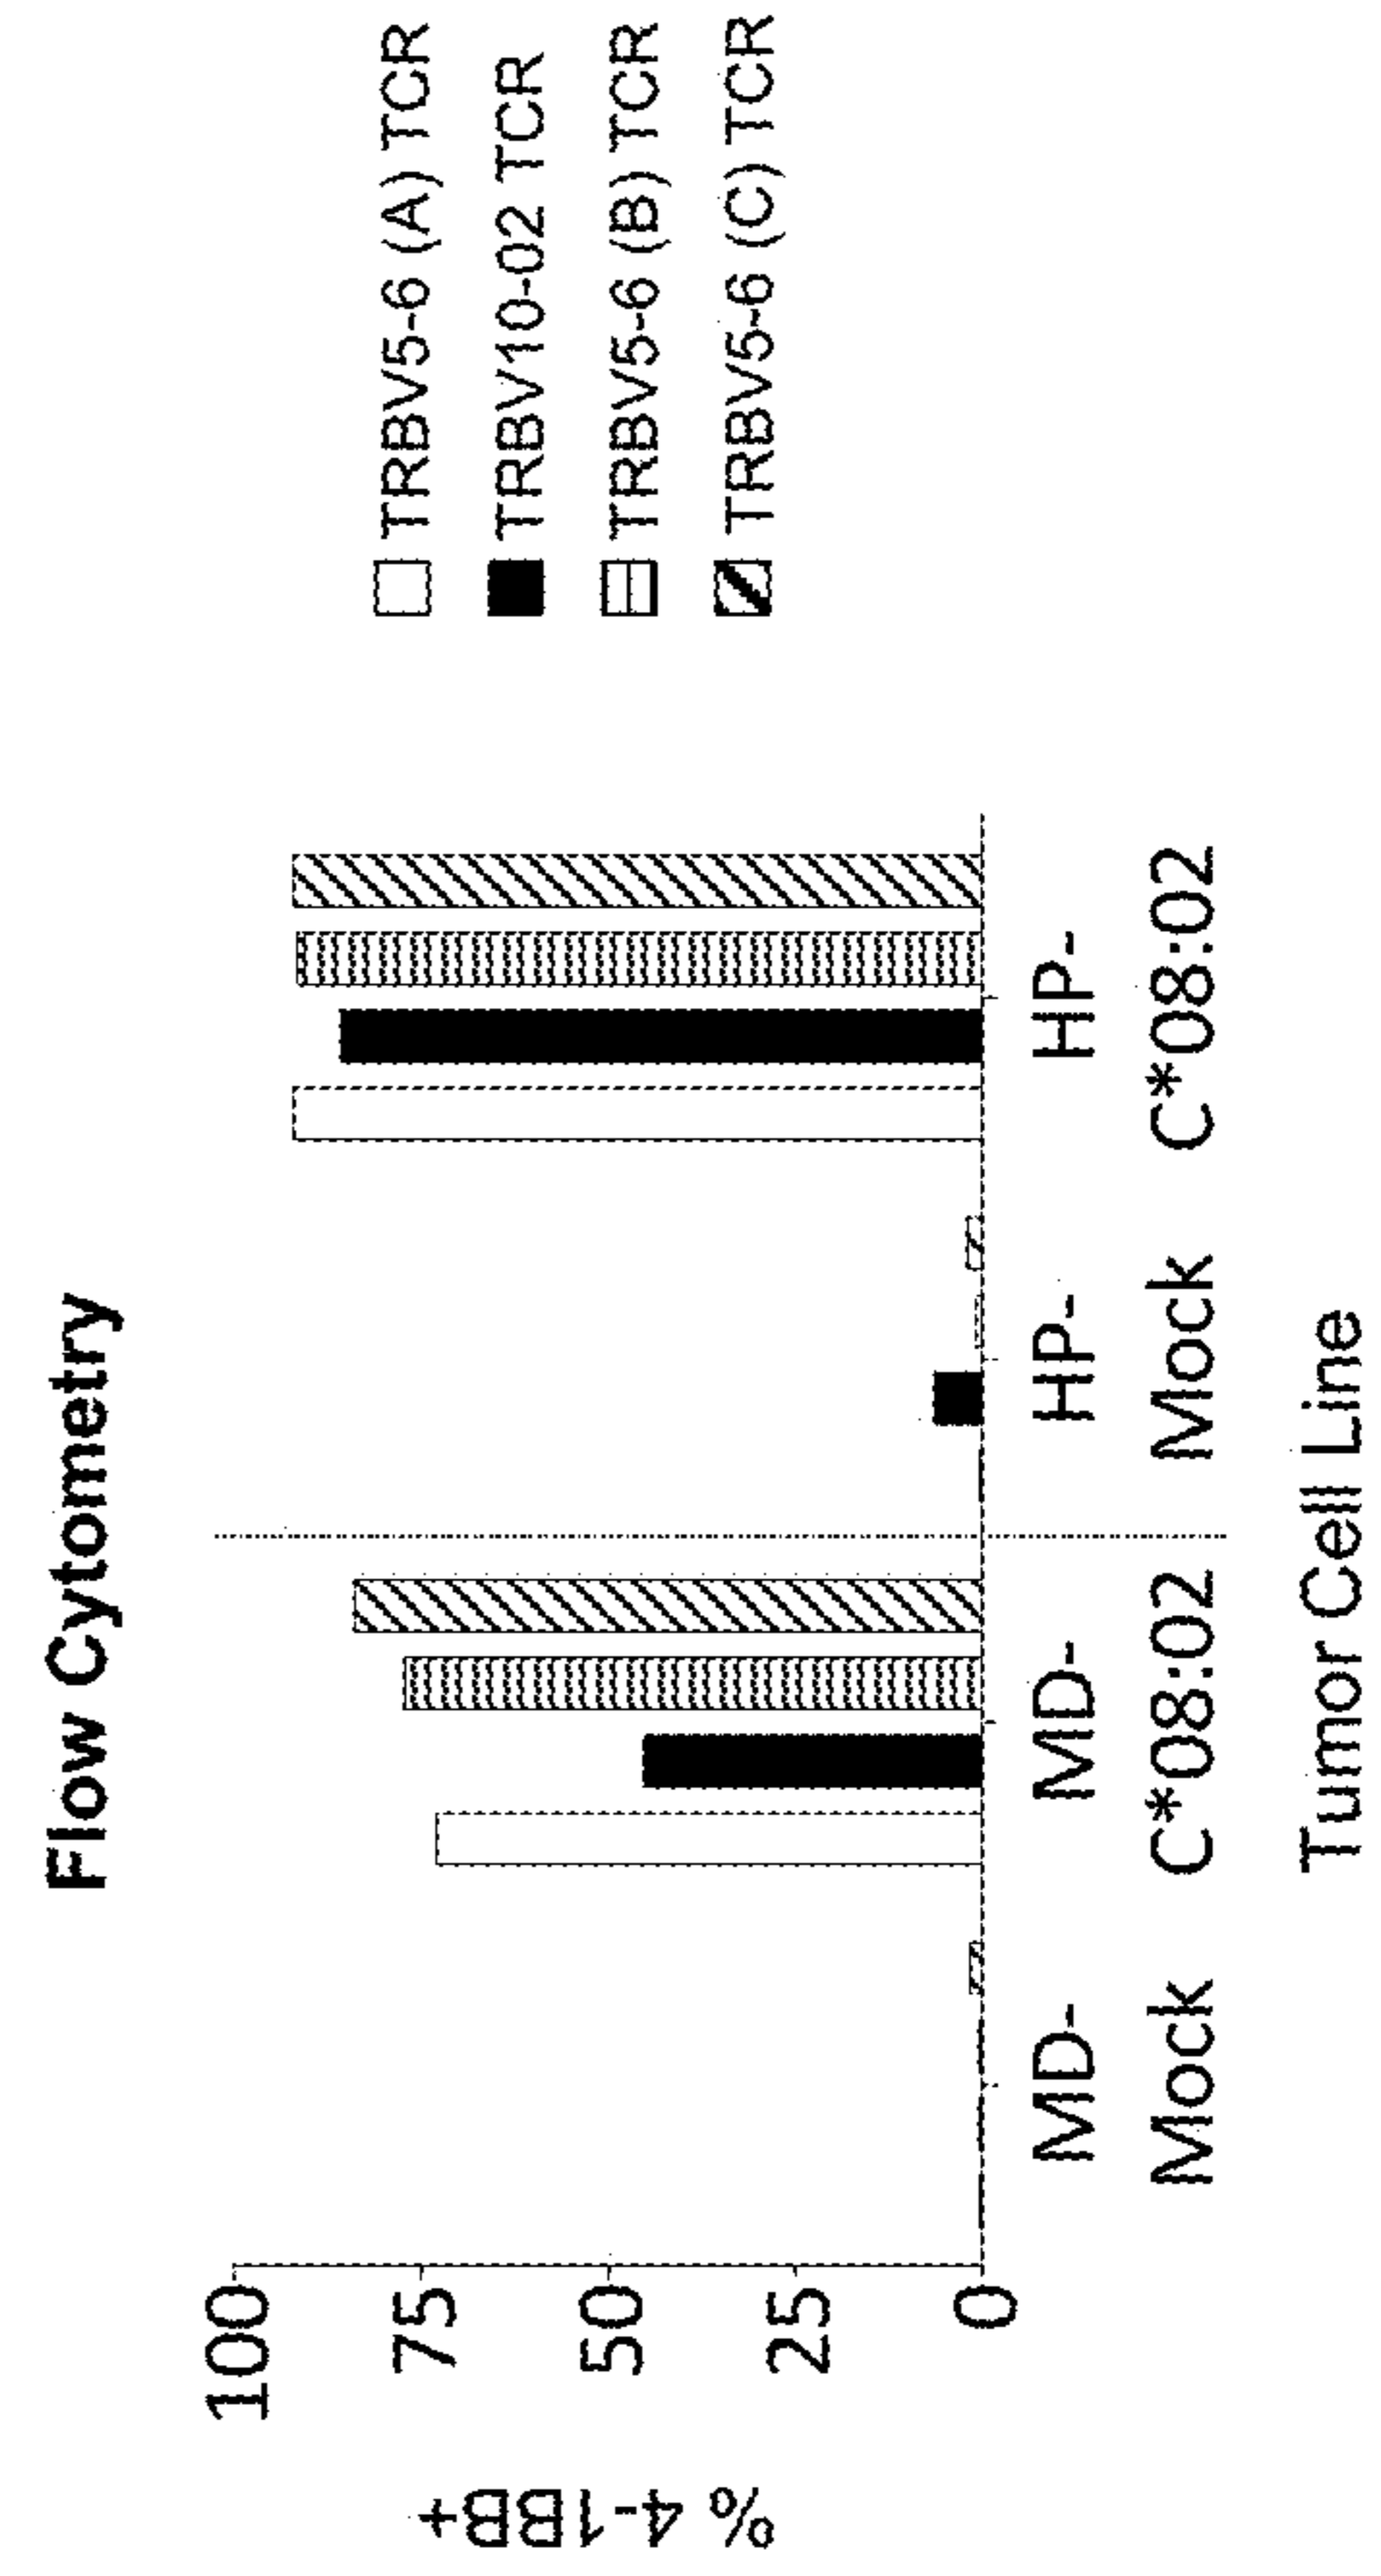 Flow Cytometry
% 4-1BB+
100
75
50
25
0
MD-
Mock
MD-
C*08:02
HP-
Mock
HP-
C*08:02
Tumor Cell Line
TRBV5-6 (A) TCR
TRBV10-02 TCR
TRBV5-6 (B) TCR
TRBV5-6 (C) TCR